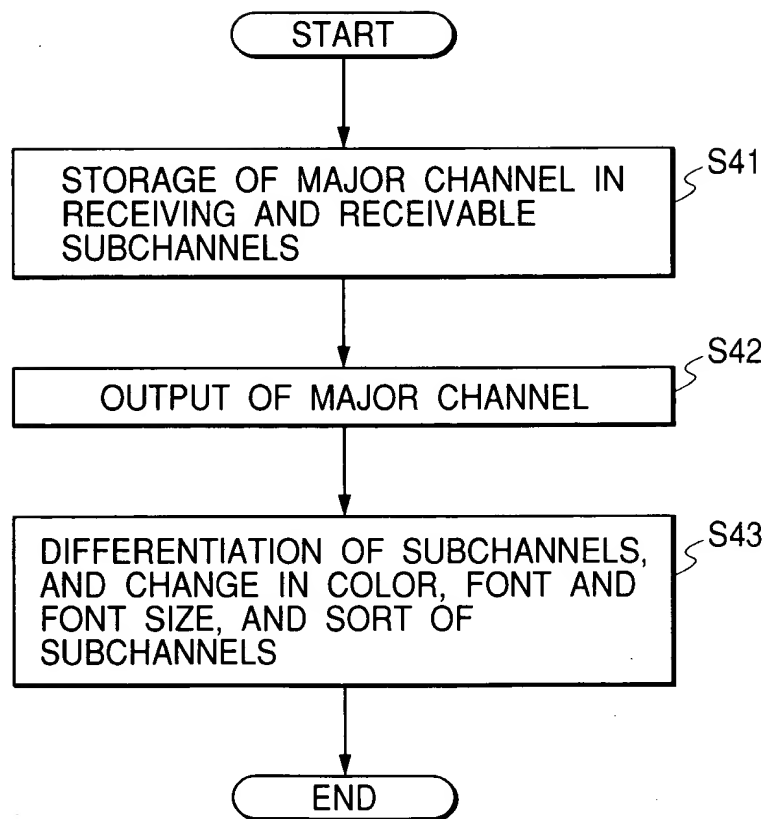 START
STORAGE OF MAJOR CHANNEL IN
RECEIVING AND RECEIVABLE
SUBCHANNELS
S41
OUTPUT OF MAJOR CHANNEL
S42
DIFFERENTIATION OF SUBCHANNELS,
AND CHANGE IN COLOR, FONT AND
FONT SIZE, AND SORT OF
SUBCHANNELS
S43
END